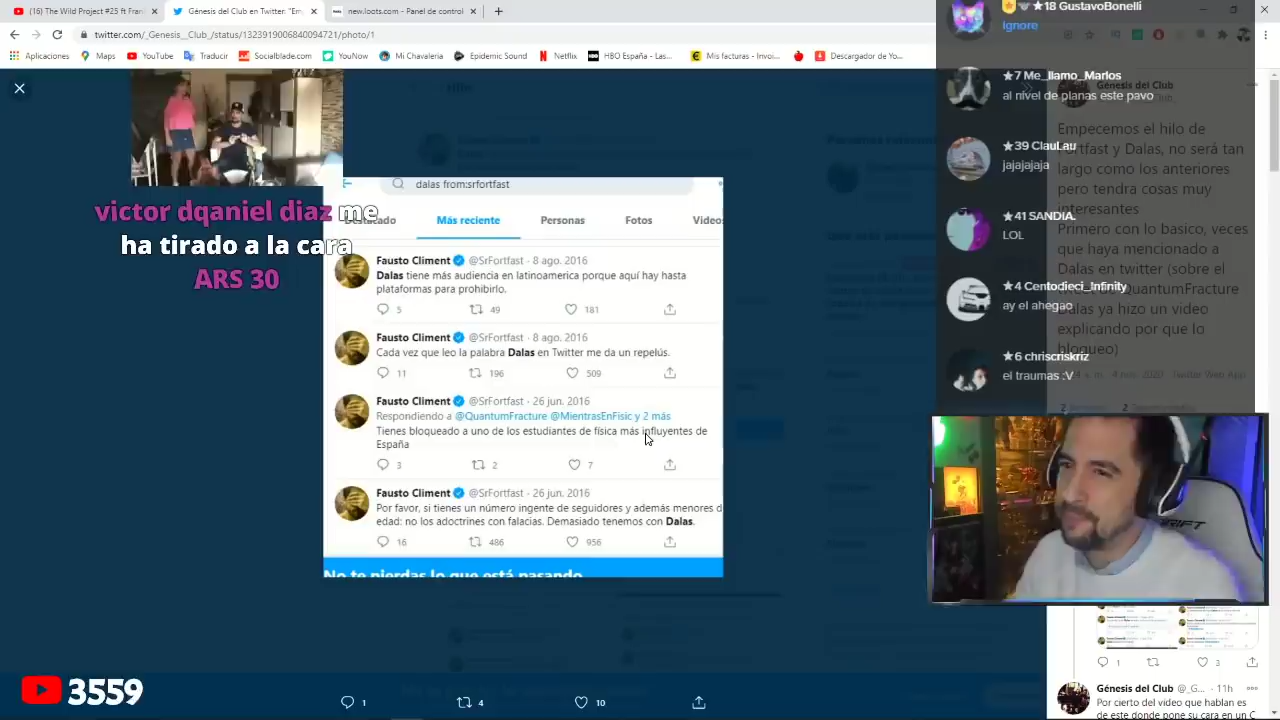 (16) The Wild Project #25 ft Fran
Génesis del Club en Twitter: "Em
new.loots.com - Panel de control
twitter.com/_Genesis__Club_/status/1323919006840094721/photo/1
Aplicaciones
Maps
YouTube
Traducir
Socialblade.com
YouNow
Mi Chavaleria
Epidemic Sound
Netflix
HBO España - Las...
Mis facturas - Invoi...
Descargador de Yo...
victor dqaniel diaz me
ha tirado a la cara
ARS 30
dalas from:srfortfast
Más reciente
Personas
Fotos
Videos
Fausto Climent @SrFortfast · 8 ago. 2016
Dalas tiene más audiencia en latinoamerica porque aquí hay hasta
plataformas para prohibirlo.
5 49 181
Fausto Climent @SrFortfast · 8 ago. 2016
Cada vez que leo la palabra Dalas en Twitter me da un repelús.
11 196 509
Fausto Climent @SrFortfast · 26 jun. 2016
Respondiendo a @QuantumFracture @MientrasEnFisic y 2 más
Tienes bloqueado a uno de los estudiantes de física más influyentes de
España
3 2 7
Fausto Climent @SrFortfast · 26 jun. 2016
Por favor, si tienes un número ingente de seguidores y además menores d
edad: no los adoctrines con falacias. Demasiado tenemos con Dalas.
16 486 956
No te pierdas lo que está pasando
3559
1 4 10
★18 GustavoBonelli
Ignore
★7 Me_llamo_Marlos
al nivel de planas este pavo
★39 ClauLau
jajajajaja
★41 SANDIA.
LOL
★4 Centodieci_Infinity
ay el ahegao
★6 chriscriskriz
el traumas :V
Génesis del Club
Empecemos el hilo de
Fortfast y Dalas, no será tan
largo como los anteriores
pero tendra cosas muy
interesantes
Primero con lo basico, veces
que haya mencionado a
Dalas en twitter (sobre el
QuantumFracture
Dalas ya hizo un video
explicando por que lo
bloqueo)
4 nov. 2020 · Twitter Web App
1 3
Génesis del Club @_G... · 11h
Por cierto del vídeo que hablan es
de este donde pone su cara en un C